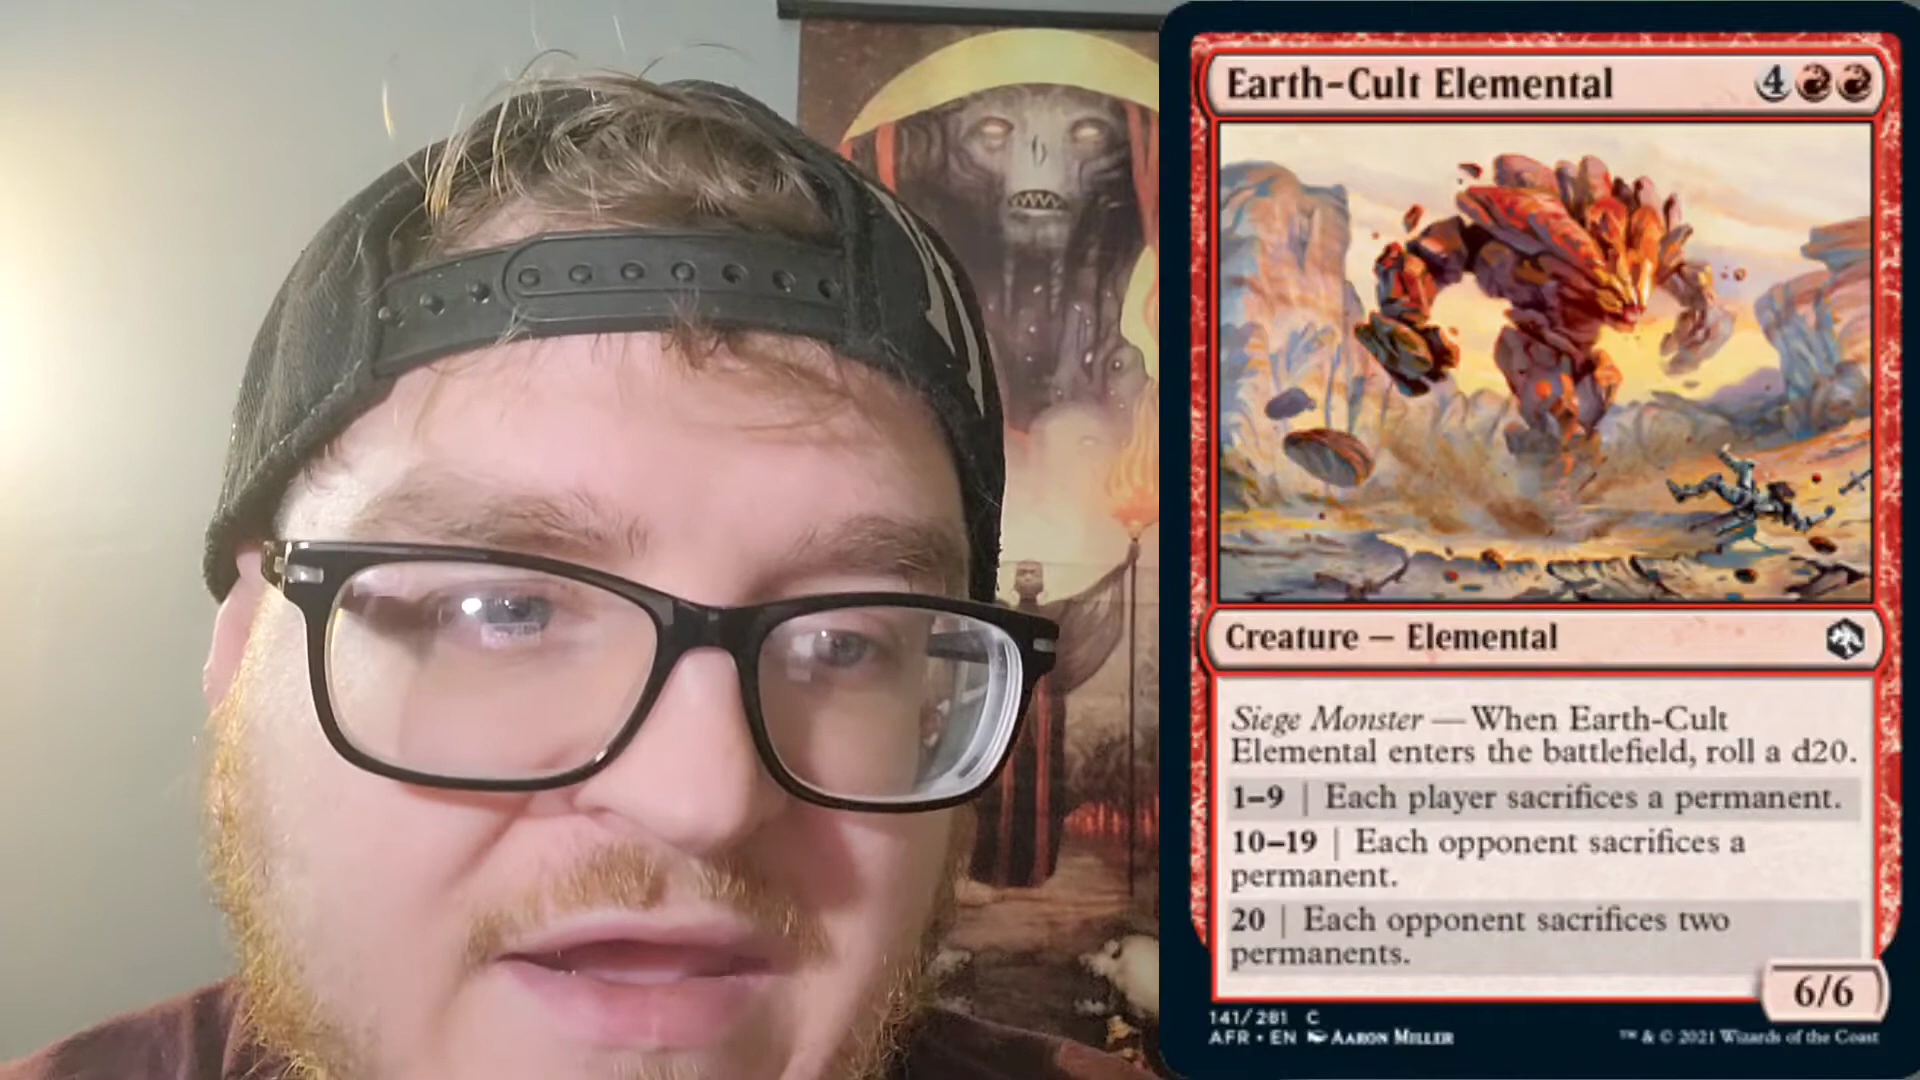 Earth-Cult Elemental 4
Creature — Elemental
Siege Monster — When Earth-Cult
Elemental enters the battlefield, roll a d20.
1–9 | Each player sacrifices a permanent.
10–19 | Each opponent sacrifices a
permanent.
20 | Each opponent sacrifices two
permanents.
6/6
141/281 C
AFR • EN Aaron Miller
™ & © 2021 Wizards of the Coast